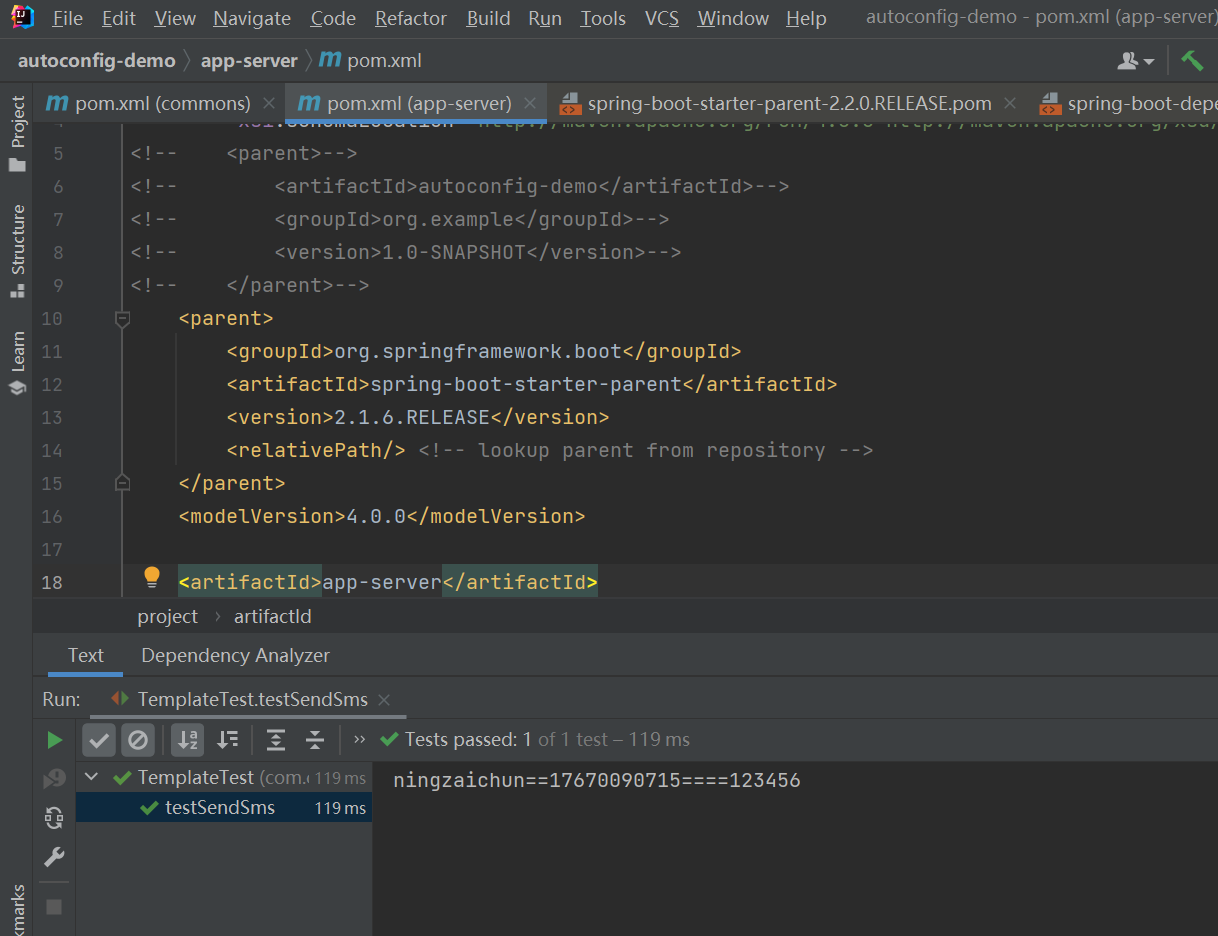 File Edit View Navigate Code Refactor Build Run Tools VCS Window Help autoconfig-demo - pom.xml (app-server)
autoconfig-demo app-server pom.xml
pom.xml (commons) pom.xml (app-server) spring-boot-starter-parent-2.2.0.RELEASE.pom spring-boot-depe
Project
Structure
Learn
5 <!-- <parent>-->
6 <!-- <artifactId>autoconfig-demo</artifactId>-->
7 <!-- <groupId>org.example</groupId>-->
8 <!-- <version>1.0-SNAPSHOT</version>-->
9 <!-- </parent>-->
10 <parent>
11 <groupId>org.springframework.boot</groupId>
12 <artifactId>spring-boot-starter-parent</artifactId>
13 <version>2.1.6.RELEASE</version>
14 <relativePath/> <!-- lookup parent from repository -->
15 </parent>
16 <modelVersion>4.0.0</modelVersion>
17
18 <artifactId>app-server</artifactId>
project › artifactId
Text Dependency Analyzer
Run: TemplateTest.testSendSms
» Tests passed: 1 of 1 test – 119 ms
TemplateTest (com. 119 ms
testSendSms 119 ms
ningzaichun==17670090715====123456
kmarks